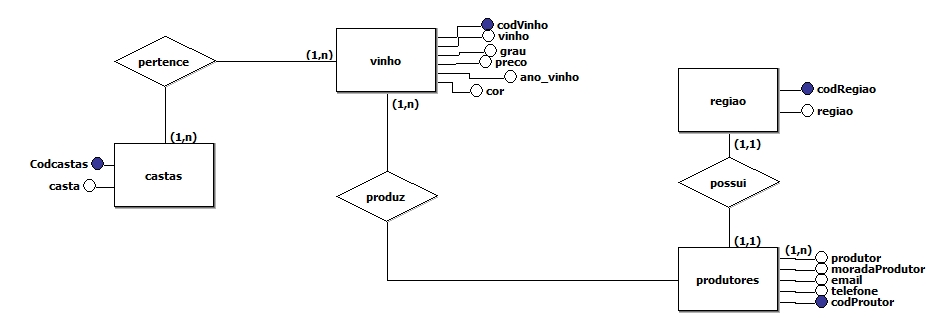 codVinho
vinho
grau
preco
ano_vinho
cor
pertence
(1,n)
vinho
(1,n)
regiao
codRegiao
regiao
(1,n)
(1,1)
Codcastas
casta
castas
produz
possui
(1,1)
(1,n)
produtores
produtor
moradaProdutor
email
telefone
codProutor